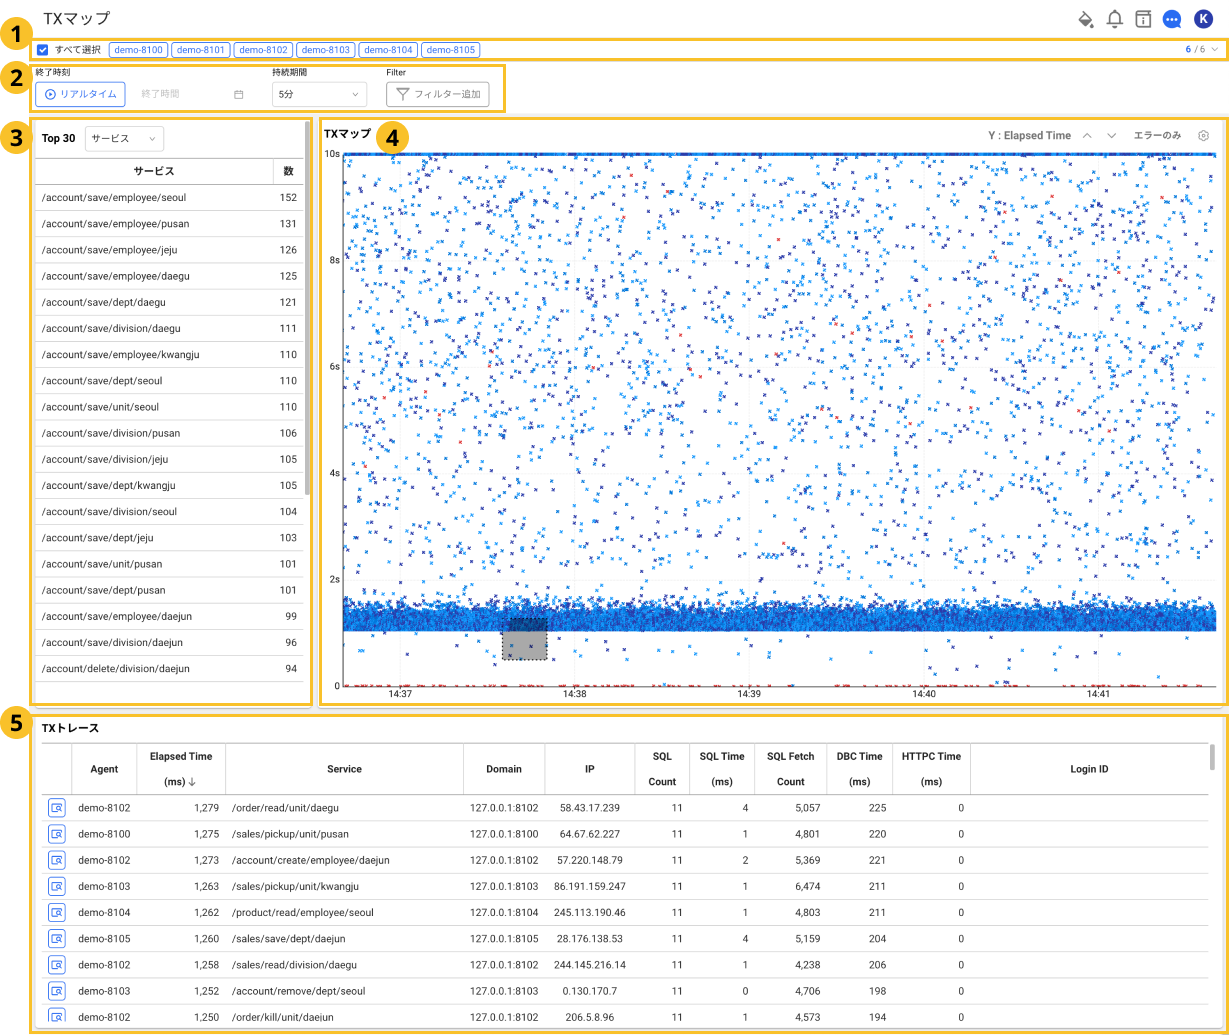 TXマップ
K
1
すべて選択 demo-8100 demo-8101 demo-8102 demo-8103 demo-8104 demo-8105 6 / 6
2
終了時刻 持続期間 Filter
リアルタイム 終了時間 5分 フィルター追加
3
Top 30 サービス
サービス 数
/account/save/employee/seoul 152
/account/save/employee/pusan 131
/account/save/employee/jeju 126
/account/save/employee/daegu 125
/account/save/dept/daegu 121
/account/save/division/daegu 111
/account/save/employee/kwangju 110
/account/save/dept/seoul 110
/account/save/unit/seoul 110
/account/save/division/pusan 106
/account/save/division/jeju 105
/account/save/dept/kwangju 105
/account/save/division/seoul 104
/account/save/dept/jeju 103
/account/save/unit/pusan 101
/account/save/dept/pusan 101
/account/save/employee/daejun 99
/account/save/division/daejun 96
/account/delete/division/daejun 94
TXマップ 4 Y : Elapsed Time エラーのみ
10s
8s
6s
4s
2s
0
14:37 14:38 14:39 14:40 14:41
5
TXトレース
Agent Elapsed Time (ms) Service Domain IP SQL Count SQL Time (ms) SQL Fetch Count DBC Time (ms) HTTPC Time (ms) Login ID
demo-8102 1,279 /order/read/unit/daegu 127.0.0.1:8102 58.43.17.239 11 4 5,057 225 0
demo-8100 1,275 /sales/pickup/unit/pusan 127.0.0.1:8100 64.67.62.227 11 1 4,801 220 0
demo-8102 1,273 /account/create/employee/daejun 127.0.0.1:8102 57.220.148.79 11 2 5,369 221 0
demo-8103 1,263 /sales/pickup/unit/kwangju 127.0.0.1:8103 86.191.159.247 11 1 6,474 211 0
demo-8104 1,262 /product/read/employee/seoul 127.0.0.1:8104 245.113.190.46 11 1 4,803 211 0
demo-8105 1,260 /sales/save/dept/daejun 127.0.0.1:8105 28.176.138.53 11 4 5,159 204 0
demo-8102 1,258 /sales/read/division/daegu 127.0.0.1:8102 244.145.216.14 11 1 4,238 206 0
demo-8103 1,252 /account/remove/dept/seoul 127.0.0.1:8103 0.130.170.7 11 0 4,706 198 0
demo-8102 1,250 /order/kill/unit/daejun 127.0.0.1:8102 206.5.8.96 11 1 4,573 194 0